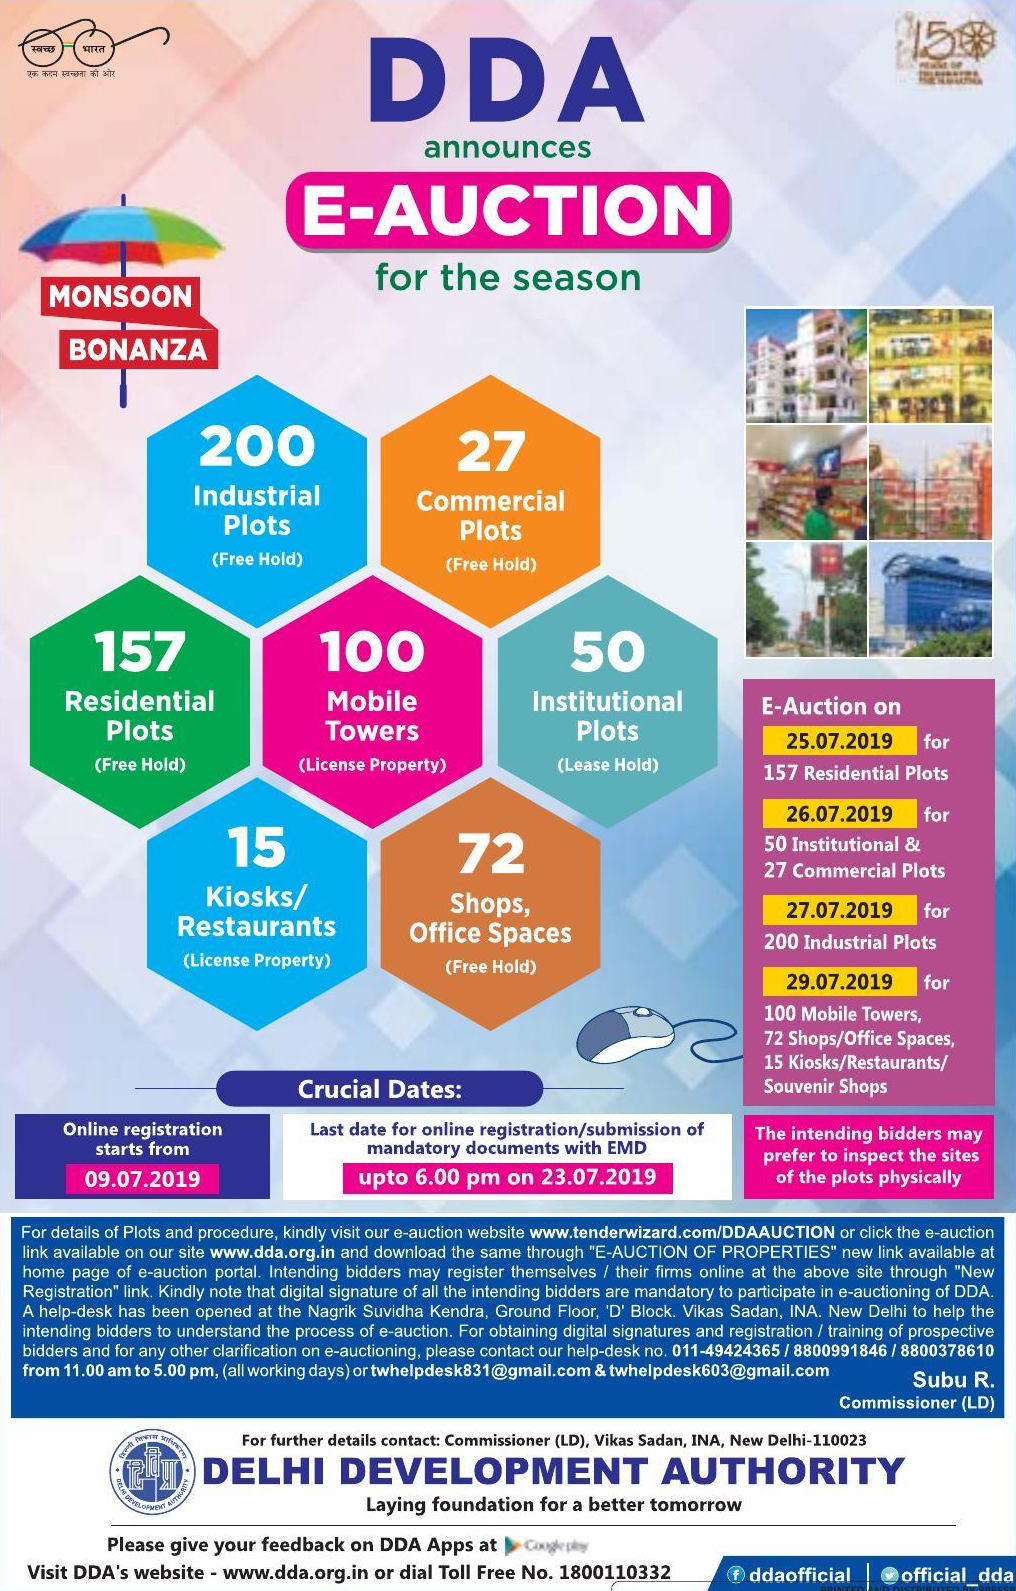 स्वच्छ भारत
एक कदम स्वच्छता की ओर
150
YEARS OF
CELEBRATING
THE MAHATMA
DDA
announces
E-AUCTION
for the season
MONSOON
BONANZA
200
Industrial
Plots
(Free Hold)
27
Commercial
Plots
(Free Hold)
157
Residential
Plots
(Free Hold)
100
Mobile
Towers
(License Property)
50
Institutional
Plots
(Lease Hold)
15
Kiosks/
Restaurants
(License Property)
72
Shops,
Office Spaces
(Free Hold)
E-Auction on
25.07.2019 for
157 Residential Plots
26.07.2019 for
50 Institutional &
27 Commercial Plots
27.07.2019 for
200 Industrial Plots
29.07.2019 for
100 Mobile Towers,
72 Shops/Office Spaces,
15 Kiosks/Restaurants/
Souvenir Shops
Crucial Dates:
Online registration
starts from
09.07.2019
Last date for online registration/submission of
mandatory documents with EMD
upto 6.00 pm on 23.07.2019
The intending bidders may
prefer to inspect the sites
of the plots physically
For details of Plots and procedure, kindly visit our e-auction website www.tenderwizard.com/DDAAUCTION or click the e-auction
link available on our site www.dda.org.in and download the same through "E-AUCTION OF PROPERTIES" new link available at
home page of e-auction portal. Intending bidders may register themselves / their firms online at the above site through "New
Registration" link. Kindly note that digital signature of all the intending bidders are mandatory to participate in e-auctioning of DDA.
A help-desk has been opened at the Nagrik Suvidha Kendra, Ground Floor, 'D' Block. Vikas Sadan, INA. New Delhi to help the
intending bidders to understand the process of e-auction. For obtaining digital signatures and registration / training of prospective
bidders and for any other clarification on e-auctioning, please contact our help-desk no. 011-49424365 / 8800991846 / 8800378610
from 11.00 am to 5.00 pm, (all working days) or twhelpdesk831@gmail.com & twhelpdesk603@gmail.com
Subu R.
Commissioner (LD)
For further details contact: Commissioner (LD), Vikas Sadan, INA, New Delhi-110023
दिल्ली विकास प्राधिकरण
DELHI DEVELOPMENT AUTHORITY
DELHI DEVELOPMENT AUTHORITY
Laying foundation for a better tomorrow
Please give your feedback on DDA Apps at Google play
Visit DDA's website - www.dda.org.in or dial Toll Free No. 1800110332
ddaofficial official_dda
PRINTED AND DISTRIBUTED BY